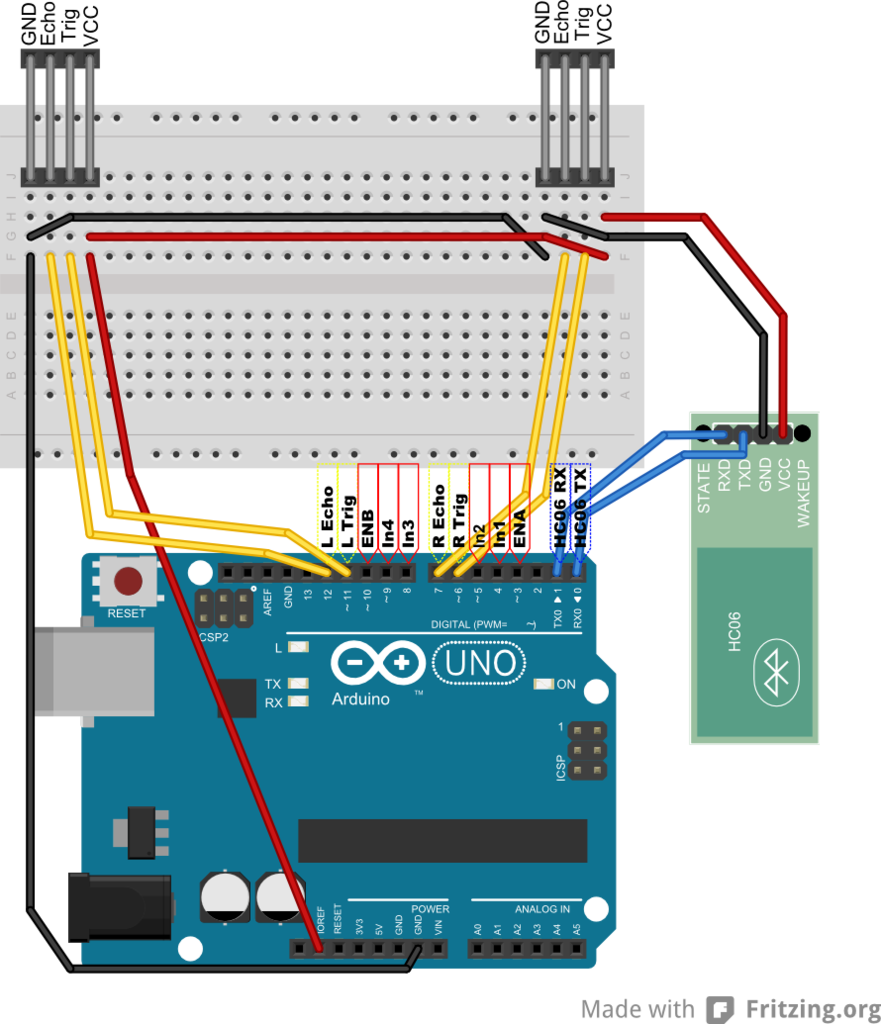 GND
Echo
Trig
VCC
GND
Echo
Trig
VCC
J
I
H
G
F
E
D
C
B
A
J
I
F
E
D
C
B
A
L Echo
L Trig
ENB
In4
In3
R Echo
R Trig
In2
In1
ENA
HC06 RX
HC06 TX
STATE
RXD
TXD
GND
VCC
WAKEUP
HC06
RESET
CSP2
AREF
GND
13
12
~11
~10
~9
8
7
~6
~5
4
~3
2
TX0 ▶ 1
RX0 ◀ 0
DIGITAL (PWM= ~)
L
TX
RX
UNO
ON
Arduino
TM
1
ICSP
IOREF
RESET
3V3
5V
GND
GND
VIN
POWER
ANALOG IN
A0
A1
A2
A3
A4
A5
Made with Fritzing.org